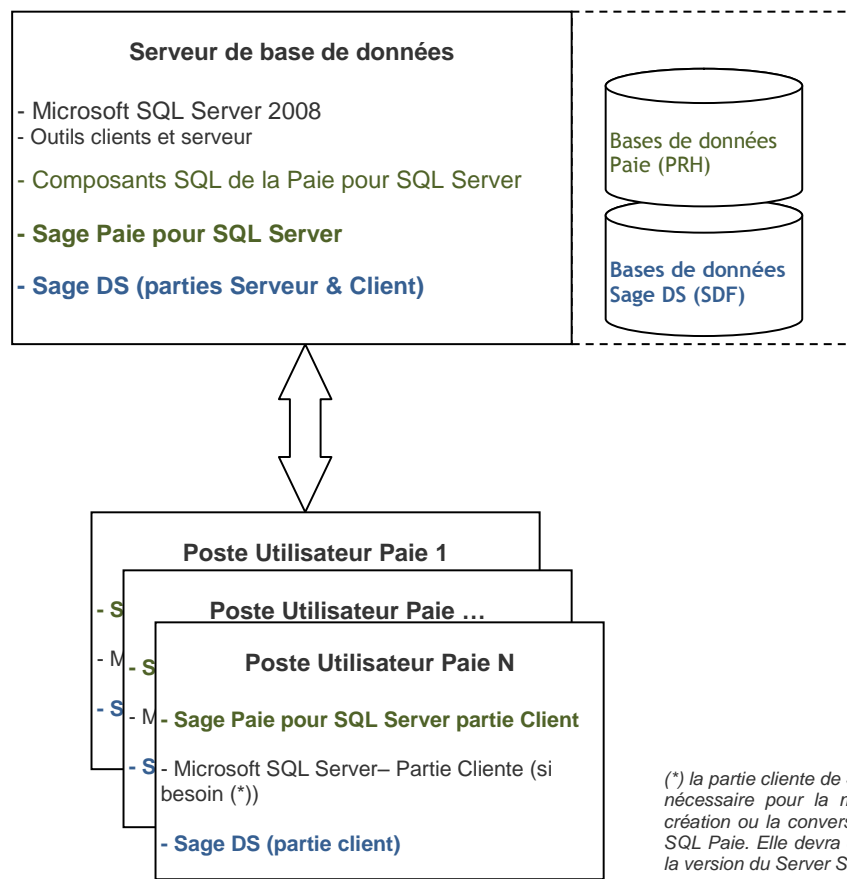 Serveur de base de données
- Microsoft SQL Server 2008
- Outils clients et serveur
- Composants SQL de la Paie pour SQL Server
- Sage Paie pour SQL Server
- Sage DS (parties Serveur & Client)
Bases de données
Paie (PRH)
Bases de données
Sage DS (SDF)
Poste Utilisateur Paie 1
- S
- M
- S
Poste Utilisateur Paie …
- S
- M
- S
Poste Utilisateur Paie N
- Sage Paie pour SQL Server partie Client
- Microsoft SQL Server– Partie Cliente (si
besoin (*))
- Sage DS (partie client)
(*) la partie cliente de
nécessaire pour la
création ou la
SQL Paie. Elle devra
la version du Server